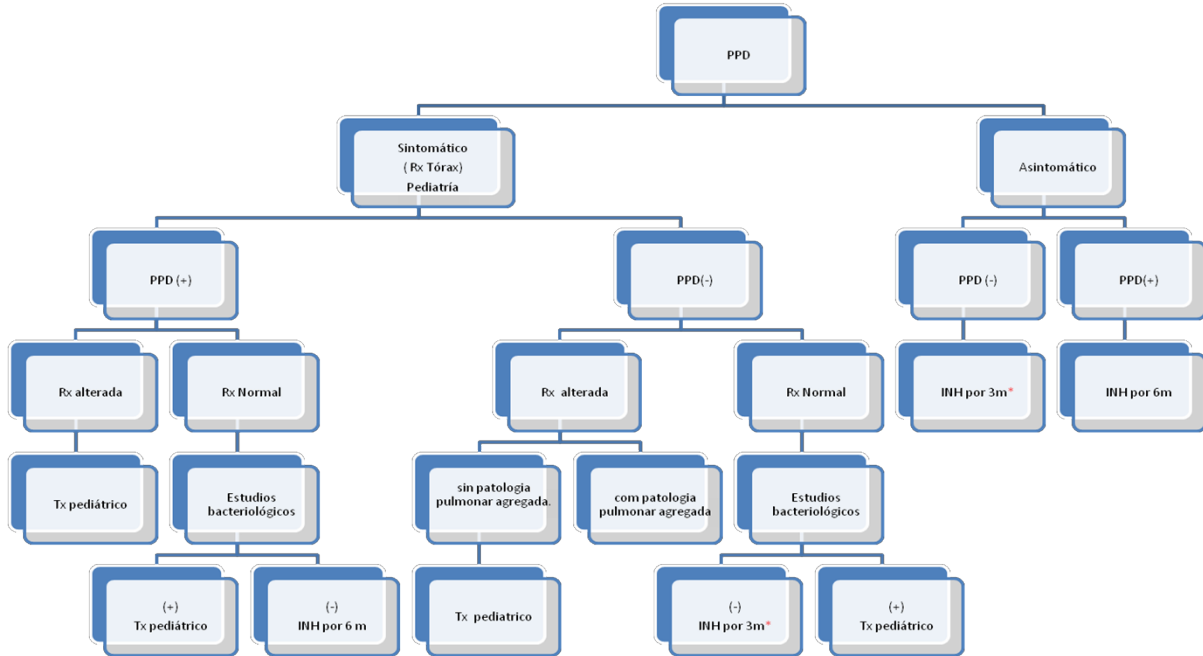 PPD
Sintomático
( Rx Tórax)
Pediatría
Asintomático
PPD (+)
PPD(-)
PPD (-)
PPD(+)
Rx alterada
Rx Normal
Rx alterada
Rx Normal
INH por 3m*
INH por 6m
Tx pediátrico
Estudios
bacteriológicos
sin patologia
pulmonar agregada.
com patologia
pulmonar agregada
Estudios
bacteriológicos
(+)
Tx pediátrico
(-)
INH por 6 m
Tx pediatrico
(-)
INH por 3m*
(+)
Tx pediátrico